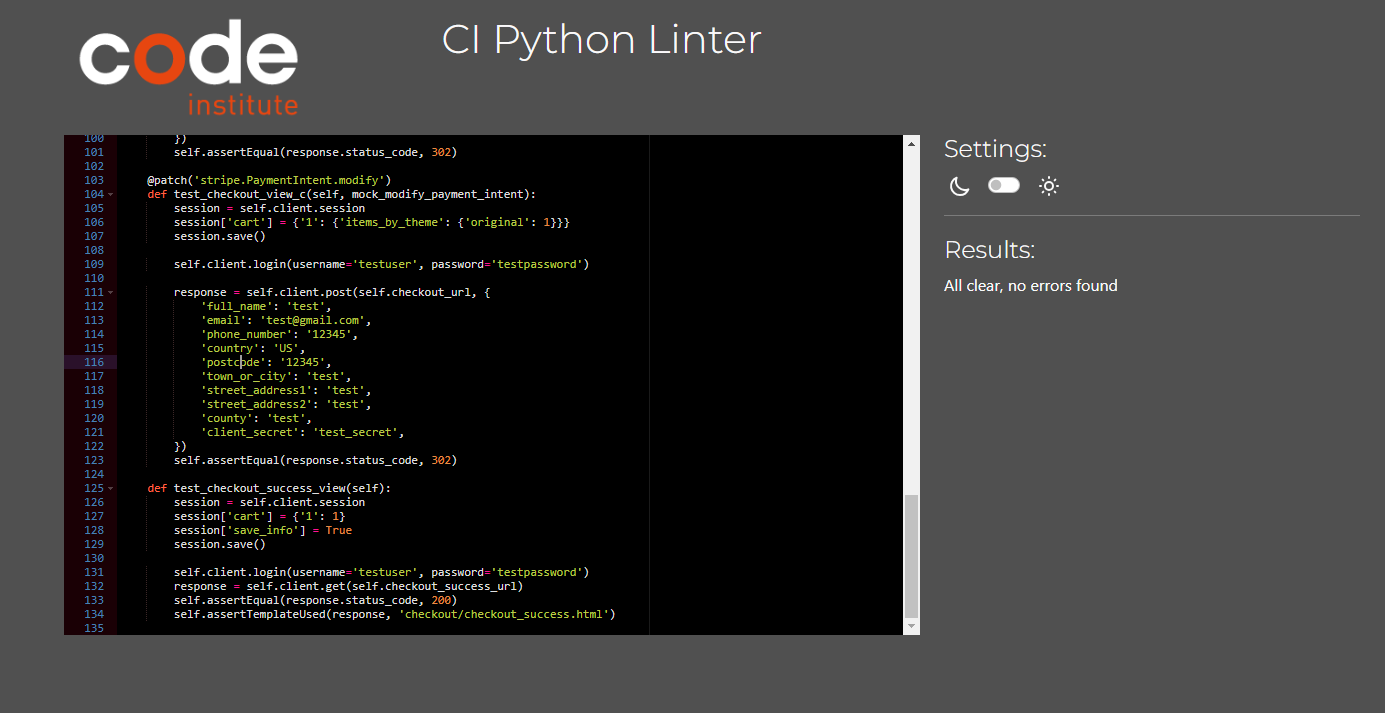 code
institute
CI Python Linter
100 })
101 self.assertEqual(response.status_code, 302)
102
103 @patch('stripe.PaymentIntent.modify')
104 def test_checkout_view_c(self, mock_modify_payment_intent):
105 session = self.client.session
106 session['cart'] = {'1': {'items_by_theme': {'original': 1}}}
107 session.save()
108
109 self.client.login(username='testuser', password='testpassword')
110
111 response = self.client.post(self.checkout_url, {
112 'full_name': 'test',
113 'email': 'test@gmail.com',
114 'phone_number': '12345',
115 'country': 'US',
116 'postcode': '12345',
117 'town_or_city': 'test',
118 'street_address1': 'test',
119 'street_address2': 'test',
120 'county': 'test',
121 'client_secret': 'test_secret',
122 })
123 self.assertEqual(response.status_code, 302)
124
125 def test_checkout_success_view(self):
126 session = self.client.session
127 session['cart'] = {'1': 1}
128 session['save_info'] = True
129 session.save()
130
131 self.client.login(username='testuser', password='testpassword')
132 response = self.client.get(self.checkout_success_url)
133 self.assertEqual(response.status_code, 200)
134 self.assertTemplateUsed(response, 'checkout/checkout_success.html')
135
Settings:
Results:
All clear, no errors found